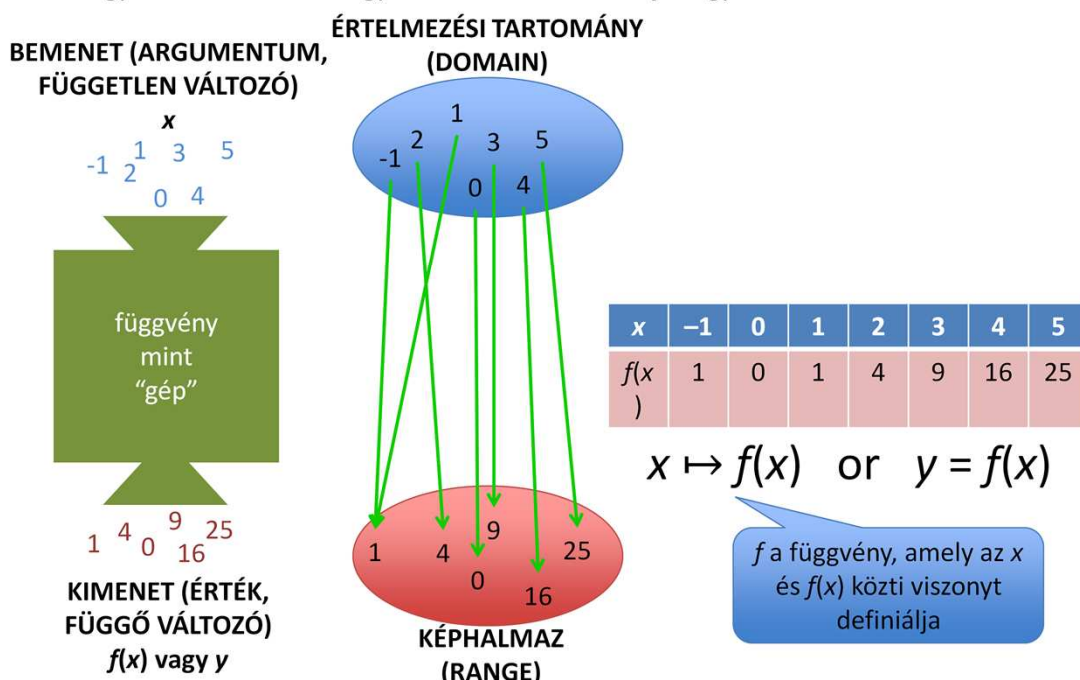 BEMENET (ARGUMENTUM,
FÜGGETLEN VÁLTOZÓ)
x
-1 1 3 5
2
0 4
függvény
mint
“gép”
1 4 0 9 25
16
KIMENET (ÉRTÉK,
FÜGGŐ VÁLTOZÓ)
f(x) vagy y
ÉRTELMEZÉSI TARTOMÁNY
(DOMAIN)
1
2 3 5
-1
0 4
9
1 4 25
0
16
KÉPHALMAZ
(RANGE)
x –1 0 1 2 3 4 5
f(x 1 0 1 4 9 16 25
)
x ↦ f(x) or y = f(x)
f a függvény, amely az x
és f(x) közti viszonyt
definiálja